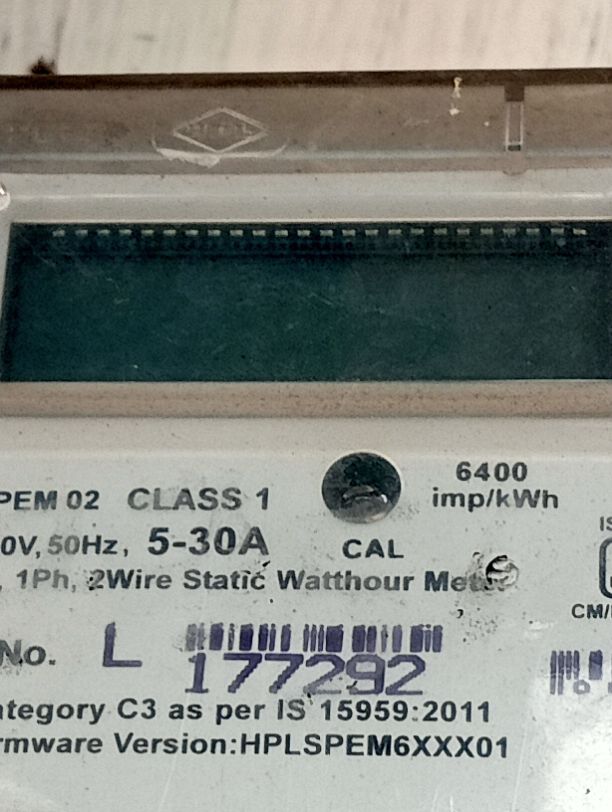 PEM 02 CLASS 1
6400
imp/kWh
0V, 50Hz, 5-30A
CAL
IS
, 1Ph, 2Wire Static Watthour
CM/
No. L 177292
ategory C3 as per IS 15959:2011
rmware Version:HPLSPEM6XXX01